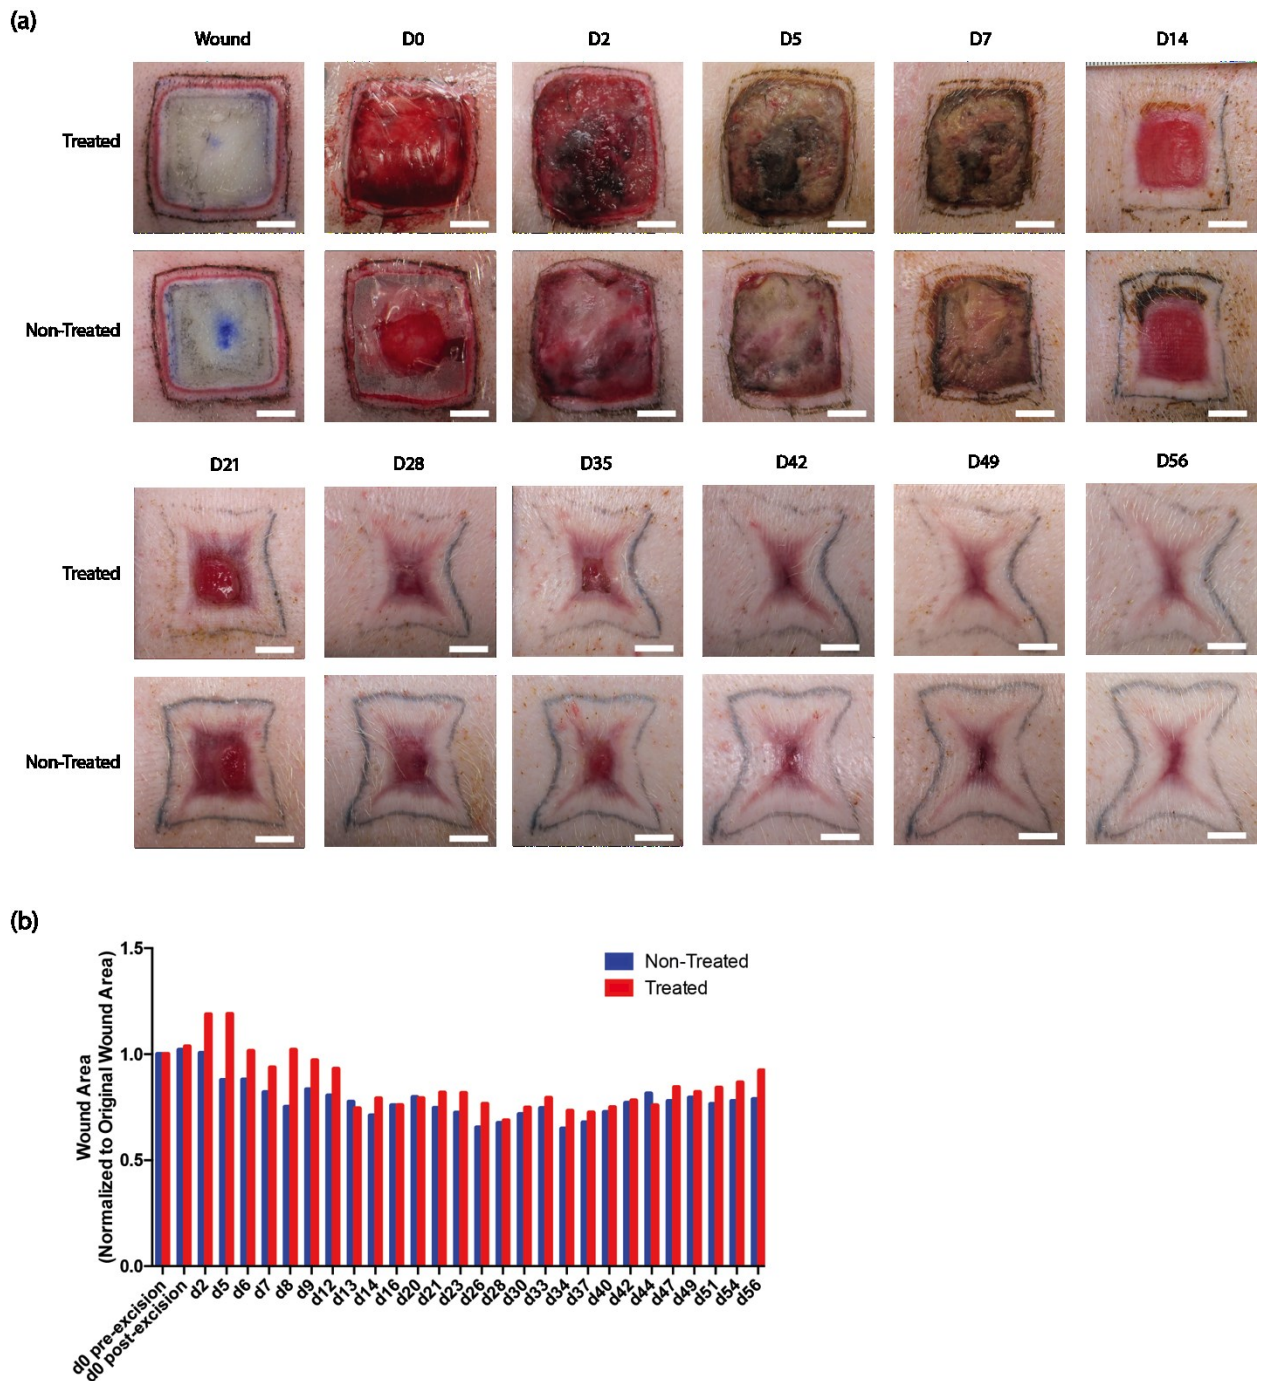 (a)
Wound D0 D2 D5 D7 D14
Treated
Non-Treated
D21 D28 D35 D42 D49 D56
Treated
Non-Treated
(b)
Wound Area
(Normalized to Original Wound Area)
1.5
1.0
0.5
0.0
Non-Treated
Treated
d0 pre-excision
d0 post-excision
d2
d5
d6
d7
d8
d9
d12
d13
d14
d16
d20
d21
d23
d26
d28
d30
d33
d34
d37
d40
d42
d44
d47
d49
d51
d54
d56